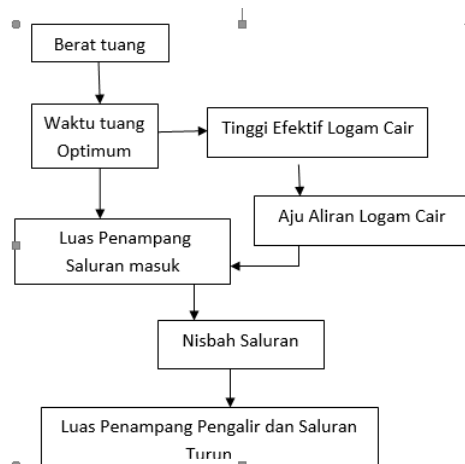 Berat tuang
Waktu tuang
Optimum
Tinggi Efektif Logam Cair
Aju Aliran Logam Cair
Luas Penampang
Saluran masuk
Nisbah Saluran
Luas Penampang Pengalir dan Saluran
Turun